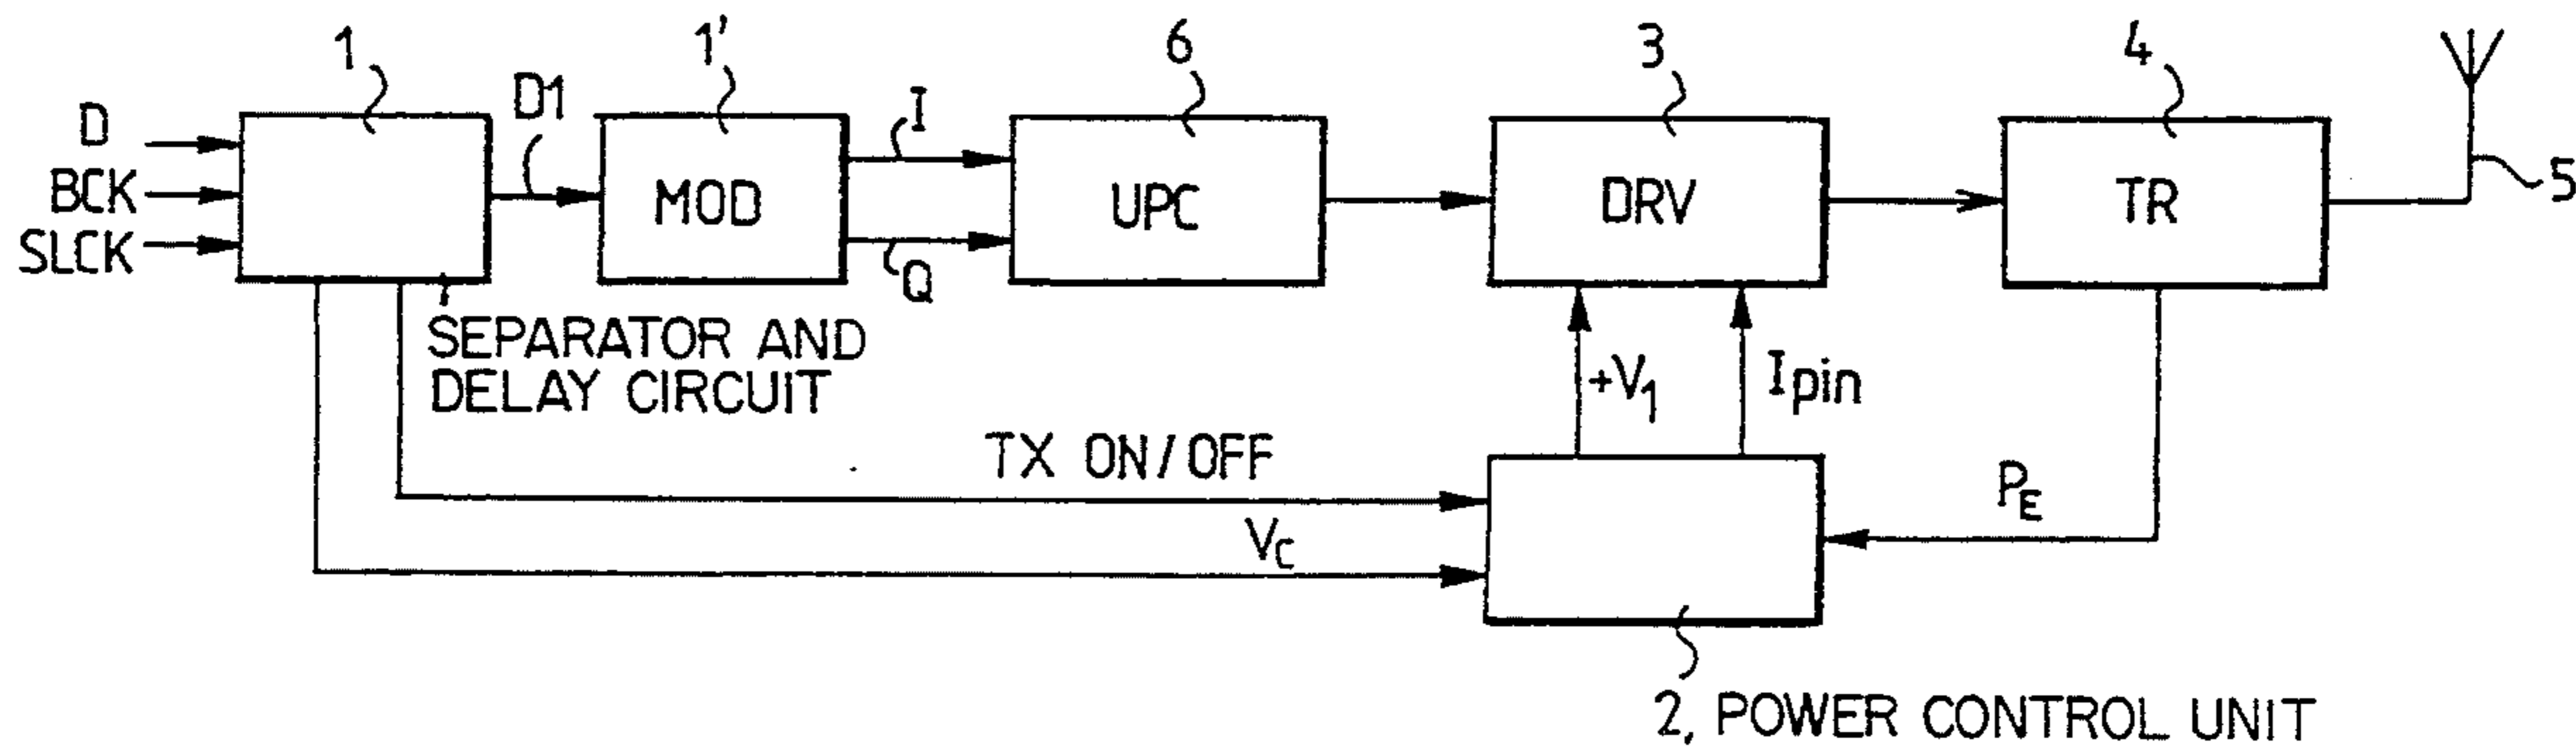 1
1'
6
3
4
D
D1
I
BCK
MOD
UPC
DRV
TR
5
SLCK
Q
SEPARATOR AND
DELAY CIRCUIT
+V1
Ipin
TX ON/OFF
PE
VC
2, POWER CONTROL UNIT